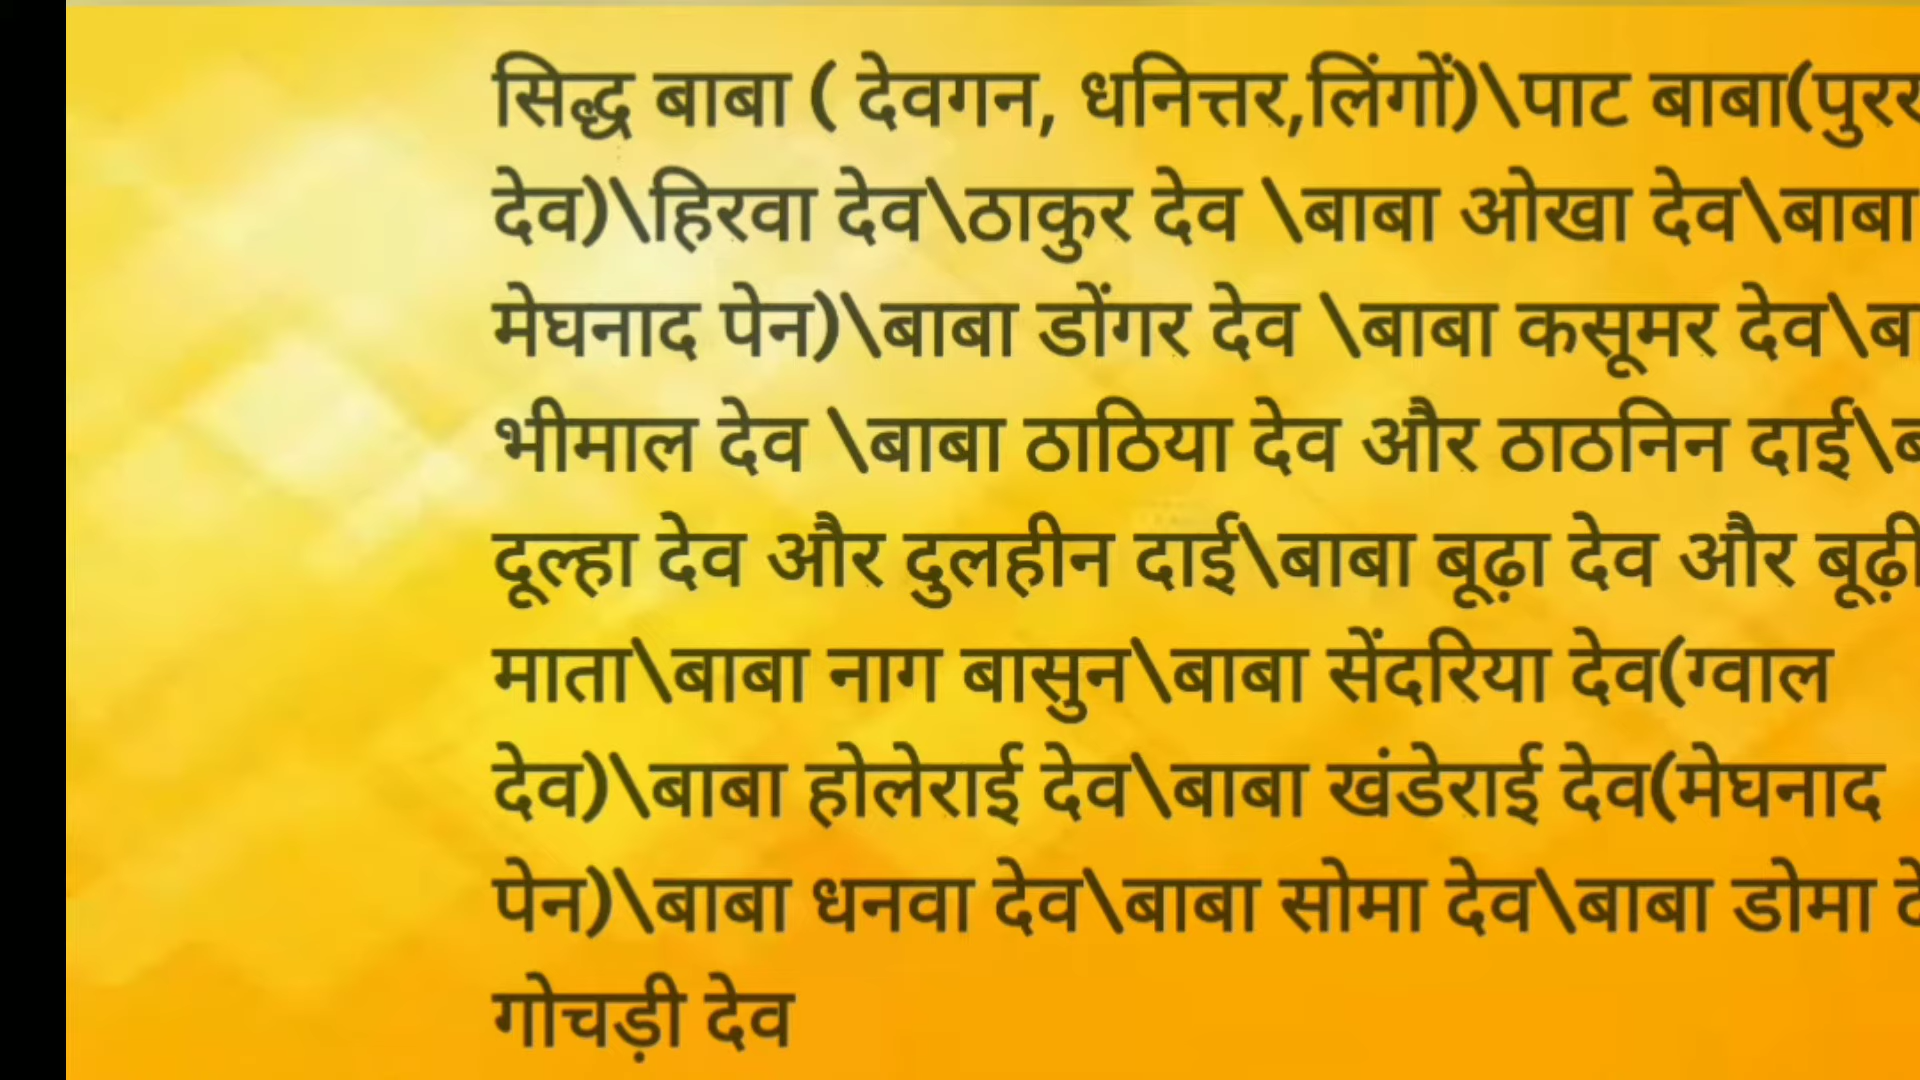 सिद्ध बाबा ( देवगन, धनित्तर,लिंगों)\पाट बाबा
देव)\हिरवा देव\ठाकुर देव \बाबा ओखा देव\बाबा
मेघनाद पेन)\बाबा डोंगर देव \बाबा कसूमर देव\
भीमाल देव \बाबा ठाठिया देव और ठाठनिन दाई\
दूल्हा देव और दुलहीन दाई\बाबा बूढ़ा देव और बूढ़ी
माता\बाबा नाग बासुन\बाबा सेंदरिया देव(ग्वाल
देव)\बाबा होलेराई देव\बाबा खंडेराई देव(मेघनाद
पेन)\बाबा धनवा देव\बाबा सोमा देव\बाबा डोमा
गोचड़ी देव